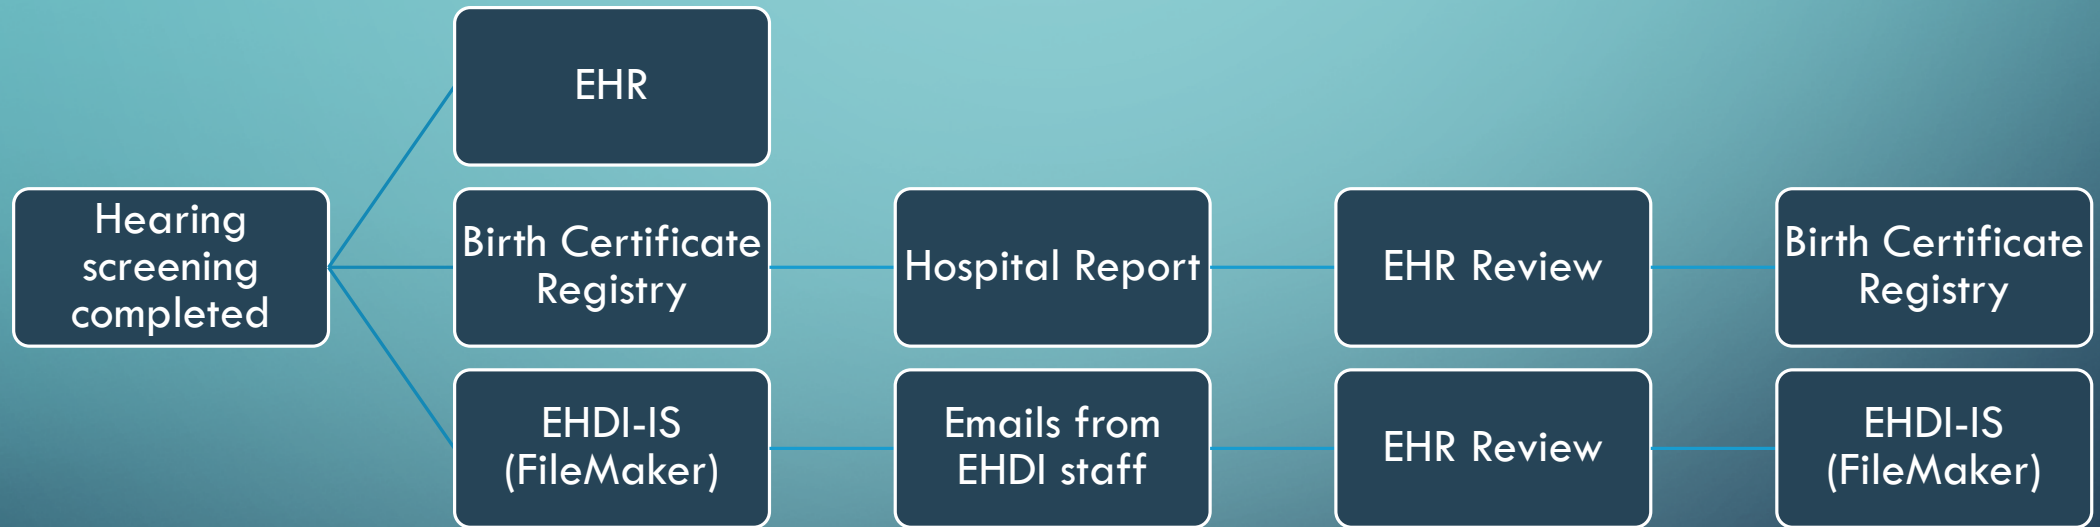 EHR
Hearing
screening
completed
Birth Certificate
Registry
Hospital Report
EHR Review
Birth Certificate
Registry
EHDI-IS
(FileMaker)
Emails from
EHDI staff
EHR Review
EHDI-IS
(FileMaker)